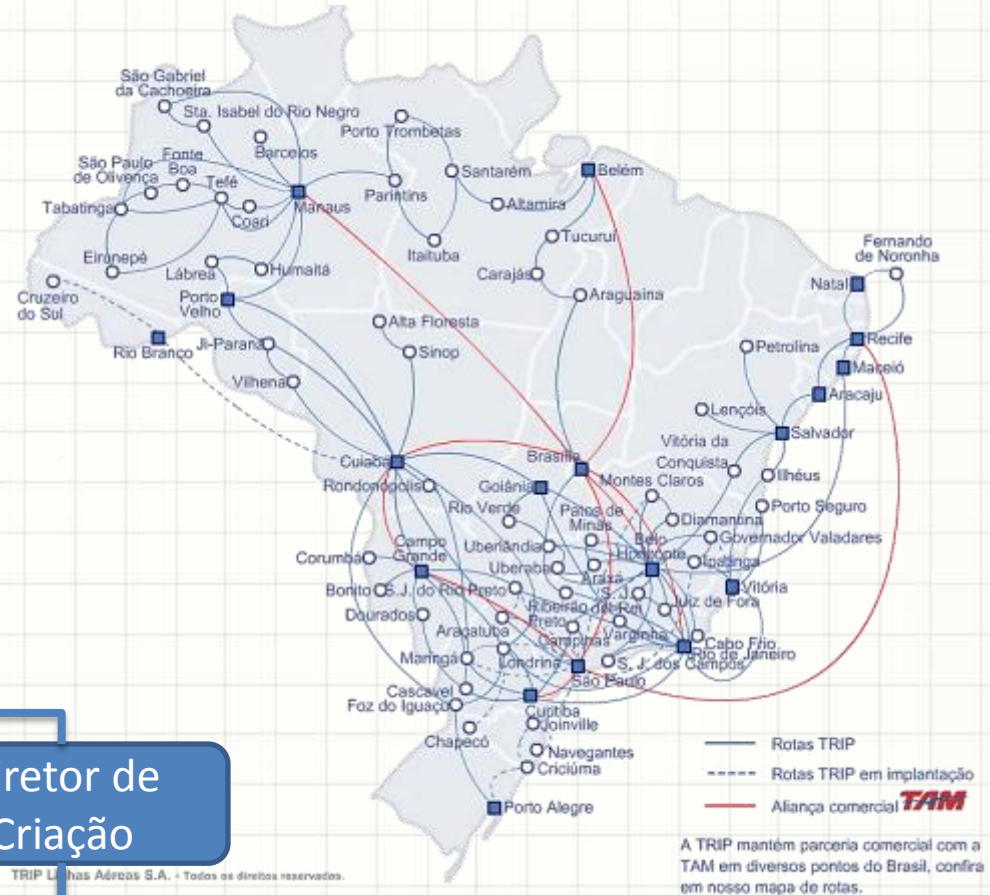 São Gabriel
da Cachoeira
Sta. Isabel do Rio Negro
Porto Trombetas
Barcelos
São Paulo
de Olivença
Fonte
Boa
Tefé
Santarém
Belém
Tabatinga
Coari
Manaus
Parintins
Altamira
Eirunepé
Lábrea
Humaitá
Itaituba
Tucuruí
Fernando
de Noronha
Cruzeiro
do Sul
Porto
Velho
Carajás
Araguaina
Natal
Rio Branco
Ji-Paraná
Alta Floresta
Sinop
Petrolina
Recife
Maceió
Vilhena
Lençóis
Aracaju
Cuiabá
Brasília
Vitória da
Conquista
Salvador
Rondonópolis
Goiânia
Montes Claros
Ilhéus
Rio Verde
Patos de
Minas
Diamantina
Porto Seguro
Corumbá
Campo
Grande
Uberlândia
Belo
Horizonte
Governador Valadares
Uberaba
Araxá
Ipatinga
Bonito
S.J. do Rio Preto
S. J.
del Rei
Vitória
Dourados
Ribeirão
Preto
Juiz de Fora
Araçatuba
Campinas
Varginha
Cabo Frio
Rio de Janeiro
Maringá
Londrina
S. J. dos Campos
São Paulo
Cascavel
Foz do Iguaçu
Curitiba
Joinville
Chapecó
Navegantes
Criciúma
Porto Alegre
Rotas TRIP
Rotas TRIP em implantação
Aliança comercial TAM
A TRIP mantém parceria comercial com a
TAM em diversos pontos do Brasil, confira
em nosso mapa de rotas.
retor de
Criação
TRIP Linhas Aéreas S.A. - Todos os direitos reservados.